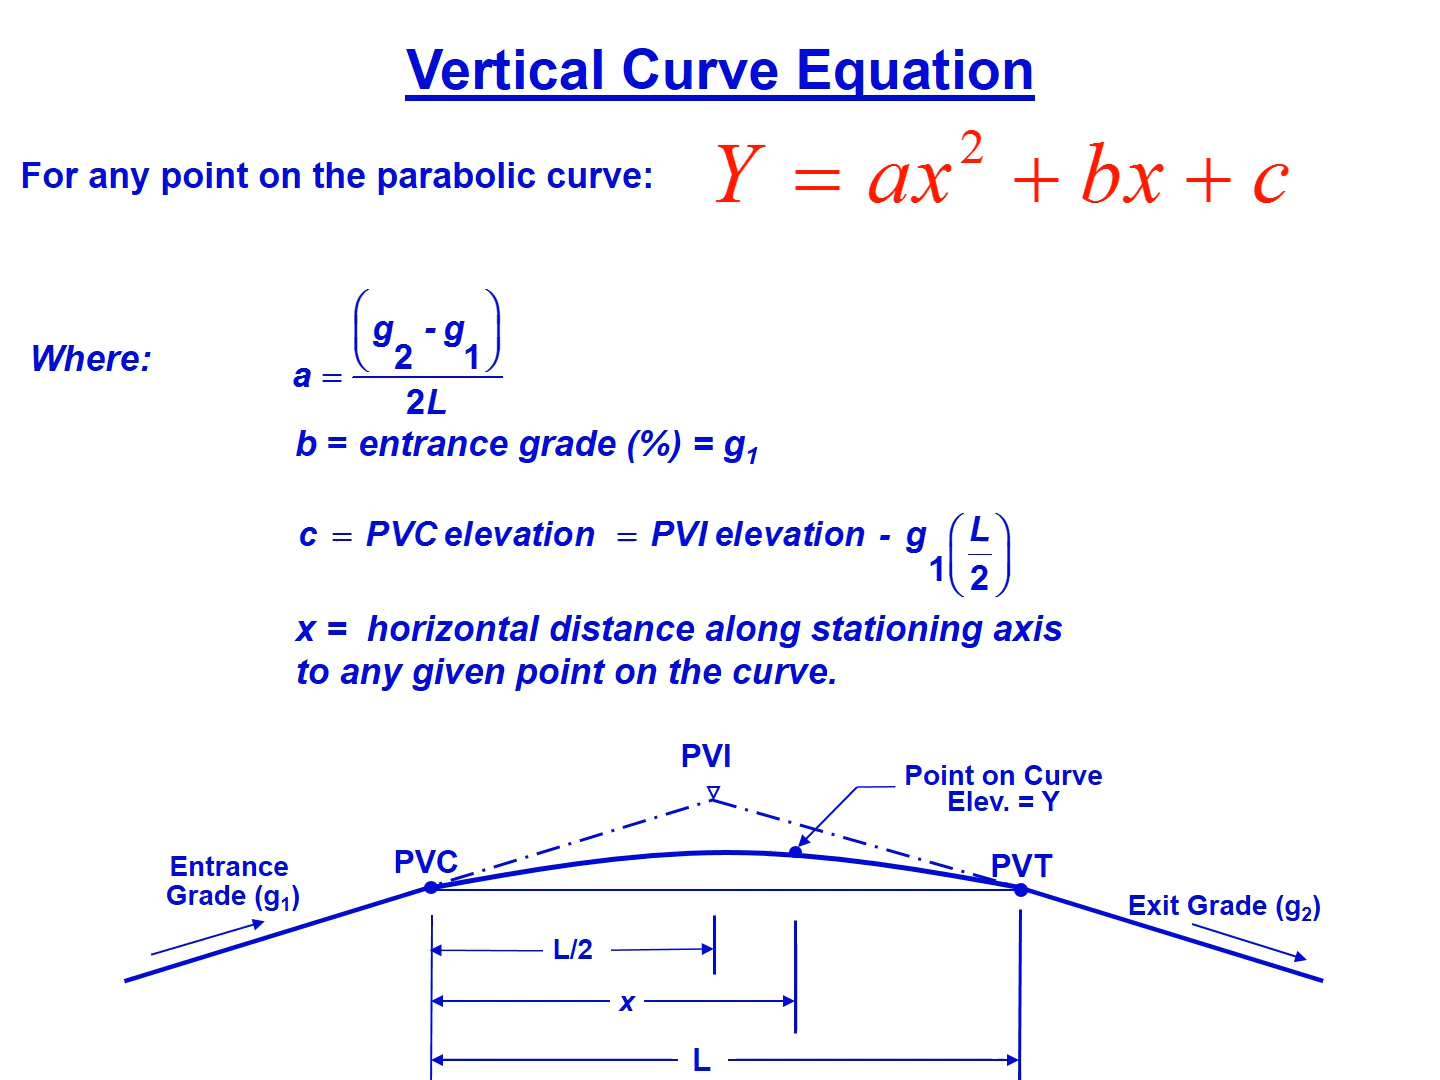 Vertical Curve Equation
For any point on the parabolic curve: Y = ax² + bx + c
Where:
a = (g₂ - g₁) / 2L
b = entrance grade (%) = g₁
c = PVC elevation = PVI elevation - g₁(L/2)
x = horizontal distance along stationing axis
to any given point on the curve.
PVI
Point on Curve
Elev. = Y
PVC
PVT
Entrance
Grade (g₁)
Exit Grade (g₂)
L/2
x
L